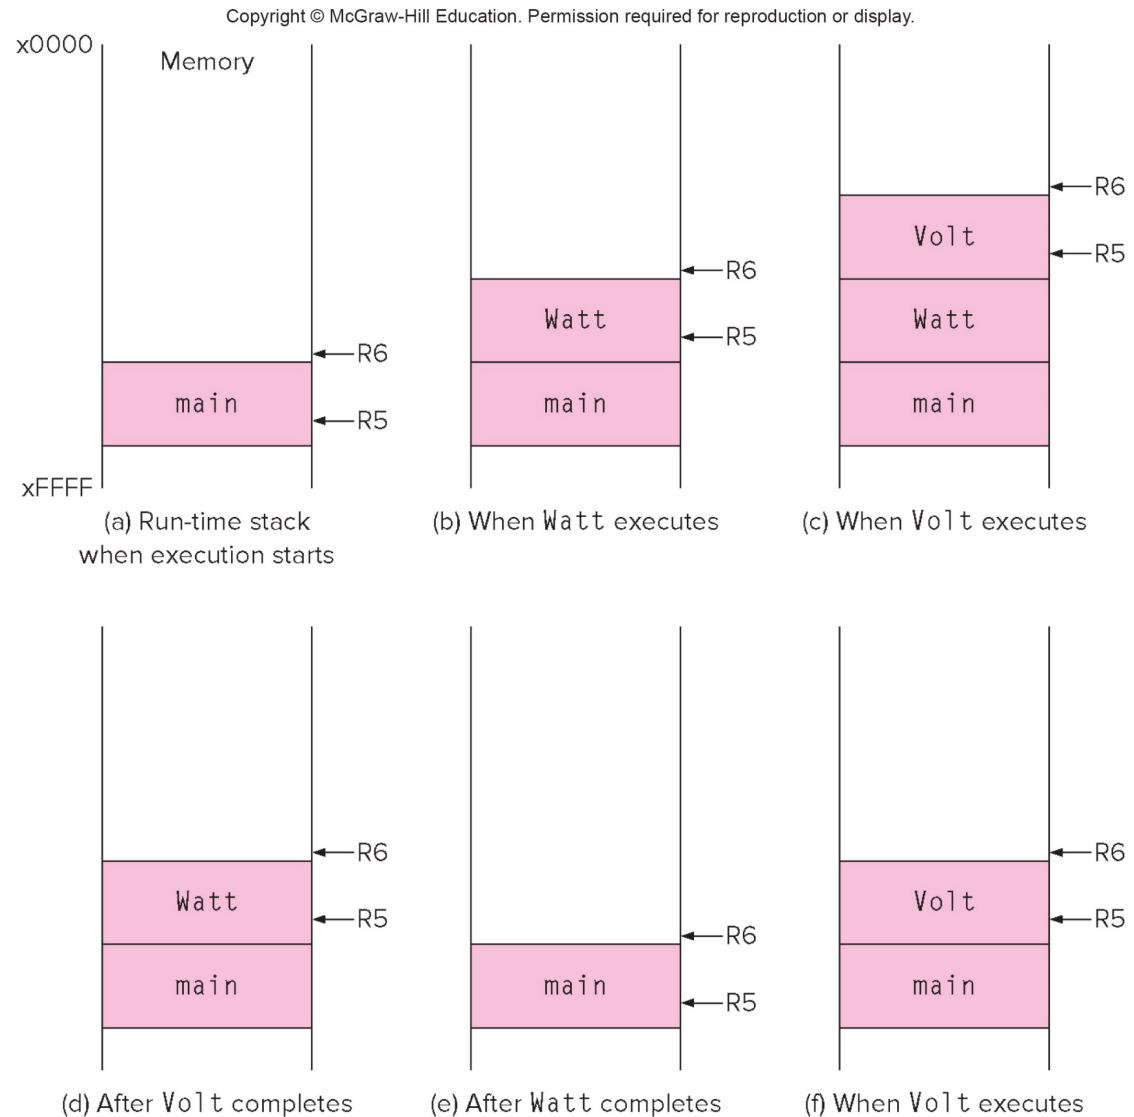 Copyright © McGraw-Hill Education. Permission required for reproduction or display.
x0000
Memory
R6
R5
main
xFFFF
(a) Run-time stack
when execution starts
R6
Watt
R5
main
(b) When Watt executes
R6
Volt
R5
Watt
main
(c) When Volt executes
R6
Watt
R5
main
(d) After Volt completes
R6
main
R5
(e) After Watt completes
R6
Volt
R5
main
(f) When Volt executes